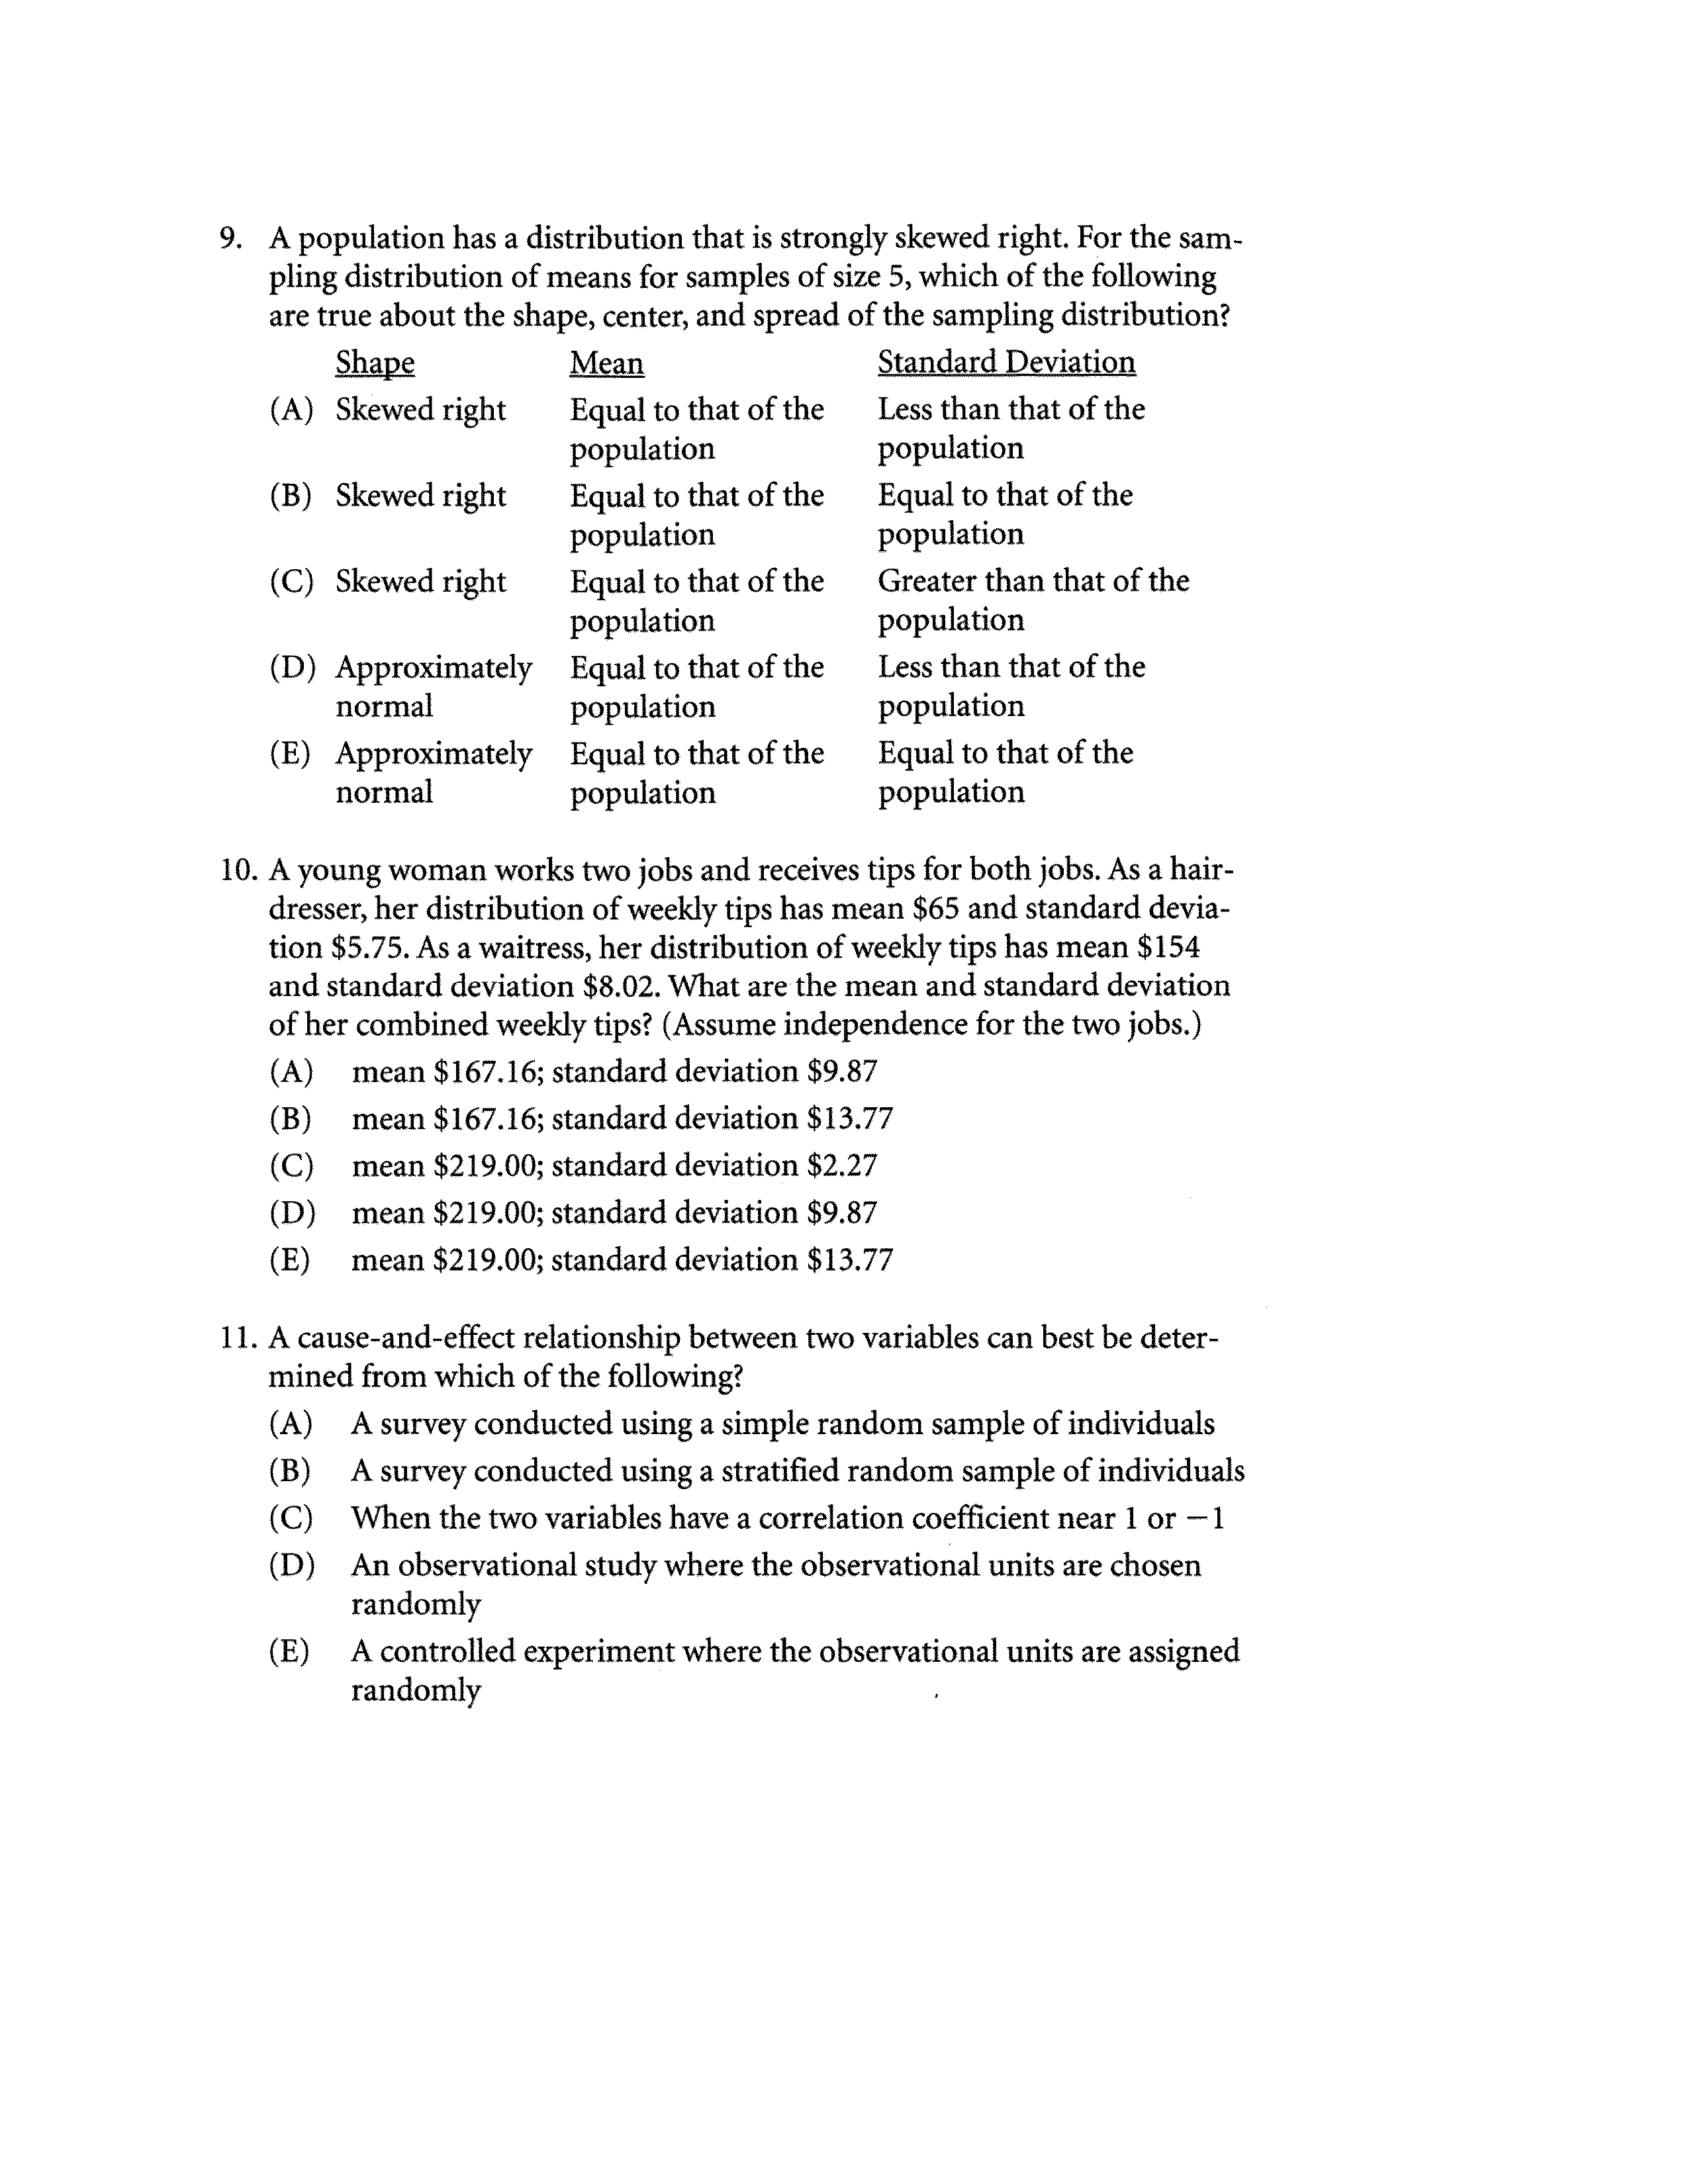 9. A population has a distribution that is strongly skewed right. For the sam-
pling distribution of means for samples of size 5, which of the following
are true about the shape, center, and spread of the sampling distribution?
Shape Mean Standard Deviation
(A) Skewed right Equal to that of the Less than that of the
population population
(B) Skewed right Equal to that of the Equal to that of the
population population
(C) Skewed right Equal to that of the Greater than that of the
population population
(D) Approximately Equal to that of the Less than that of the
normal population population
(E) Approximately Equal to that of the Equal to that of the
normal population population
10. A young woman works two jobs and receives tips for both jobs. As a hair-
dresser, her distribution of weekly tips has mean $65 and standard devia-
tion $5.75. As a waitress, her distribution of weekly tips has mean $154
and standard deviation $8.02. What are the mean and standard deviation
of her combined weekly tips? (Assume independence for the two jobs.)
(A) mean $167.16; standard deviation $9.87
(B) mean $167.16; standard deviation $13.77
(C) mean $219.00; standard deviation $2.27
(D) mean $219.00; standard deviation $9.87
(E) mean $219.00; standard deviation $13.77
11. A cause-and-effect relationship between two variables can best be deter-
mined from which of the following?
(A) A survey conducted using a simple random sample of individuals
(B) A survey conducted using a stratified random sample of individuals
(C) When the two variables have a correlation coefficient near 1 or −1
(D) An observational study where the observational units are chosen
randomly
(E) A controlled experiment where the observational units are assigned
randomly